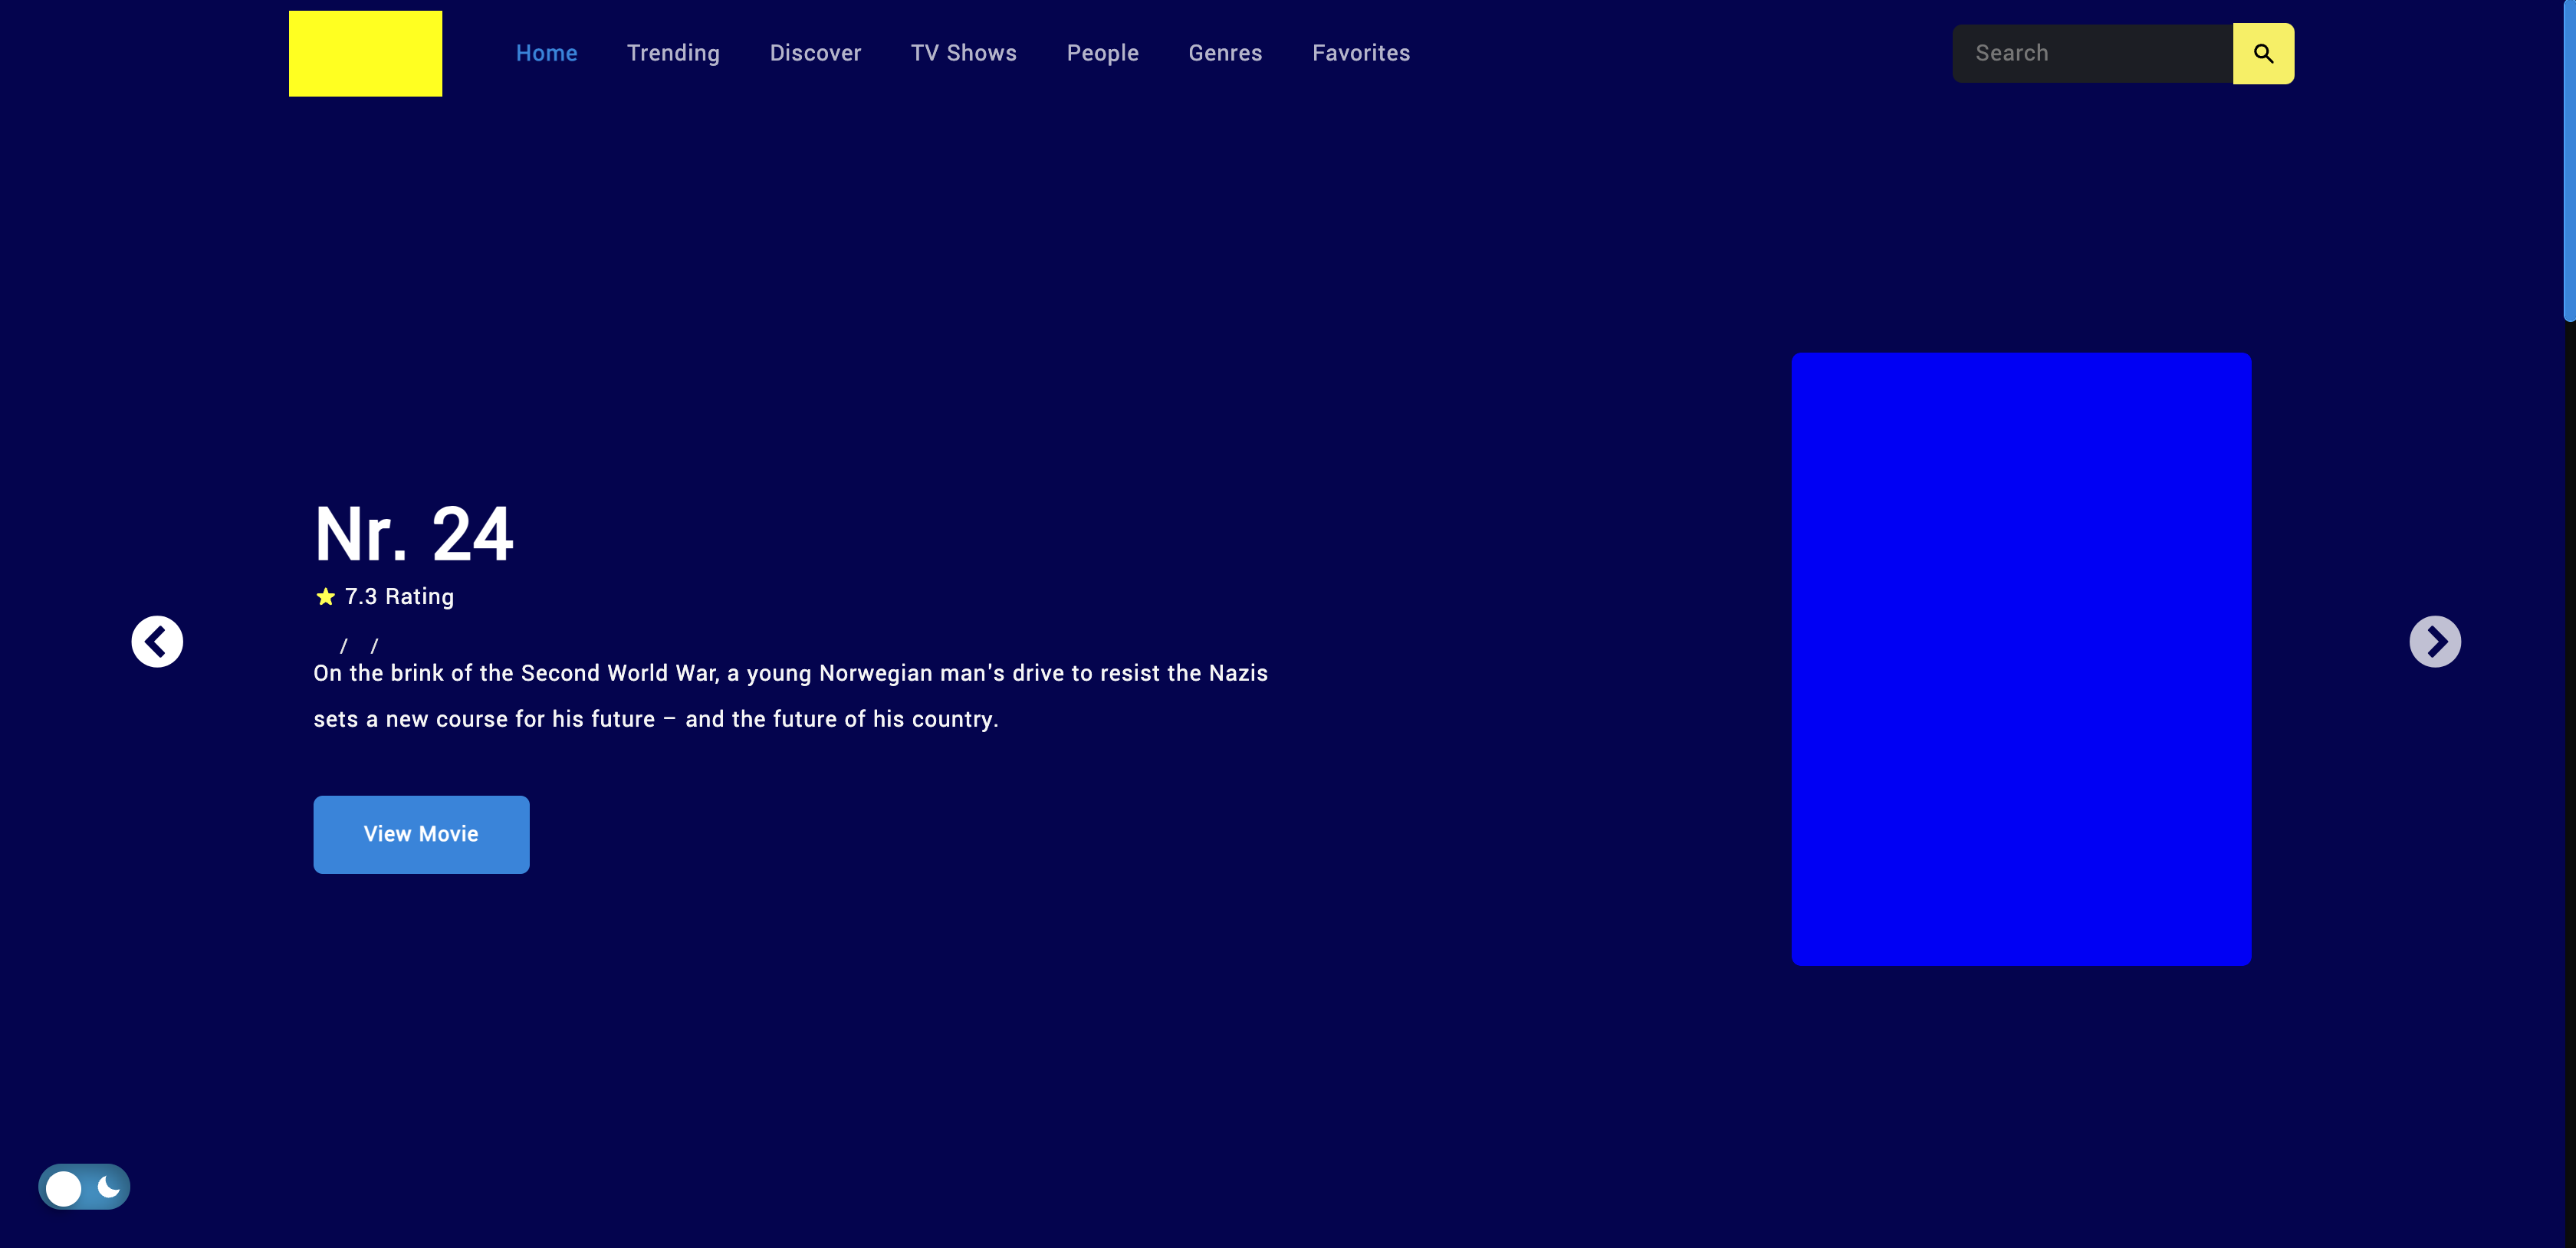 Home Trending Discover TV Shows People Genres Favorites Search
Nr. 24
7.3 Rating
/ /
On the brink of the Second World War, a young Norwegian man's drive to resist the Nazis
sets a new course for his future – and the future of his country.
View Movie